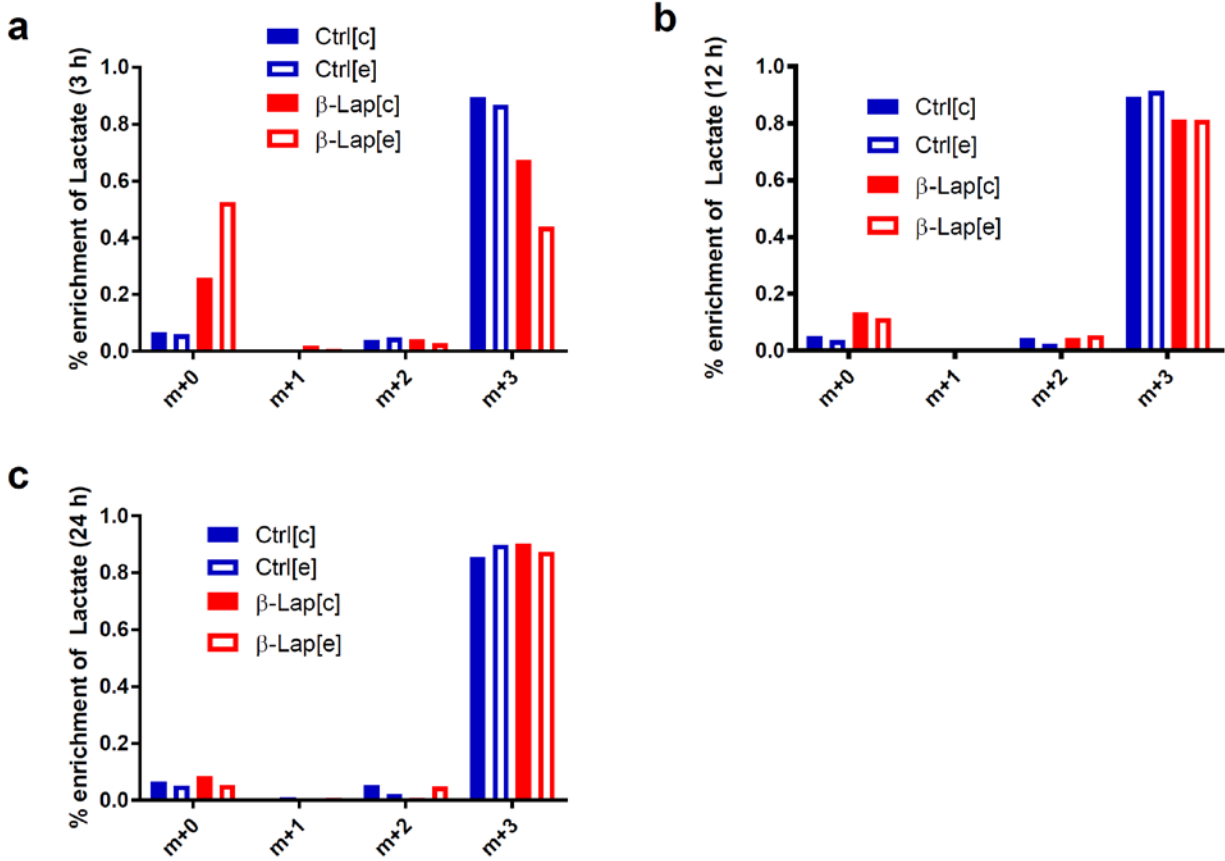 a
Ctrl[c]
Ctrl[e]
β-Lap[c]
β-Lap[e]
% enrichment of Lactate (3 h)
1.0
0.8
0.6
0.4
0.2
0.0
m+0
m+1
m+2
m+3
b
Ctrl[c]
Ctrl[e]
β-Lap[c]
β-Lap[e]
% enrichment of Lactate (12 h)
1.0
0.8
0.6
0.4
0.2
0.0
m+0
m+1
m+2
m+3
c
Ctrl[c]
Ctrl[e]
β-Lap[c]
β-Lap[e]
% enrichment of Lactate (24 h)
1.0
0.8
0.6
0.4
0.2
0.0
m+0
m+1
m+2
m+3